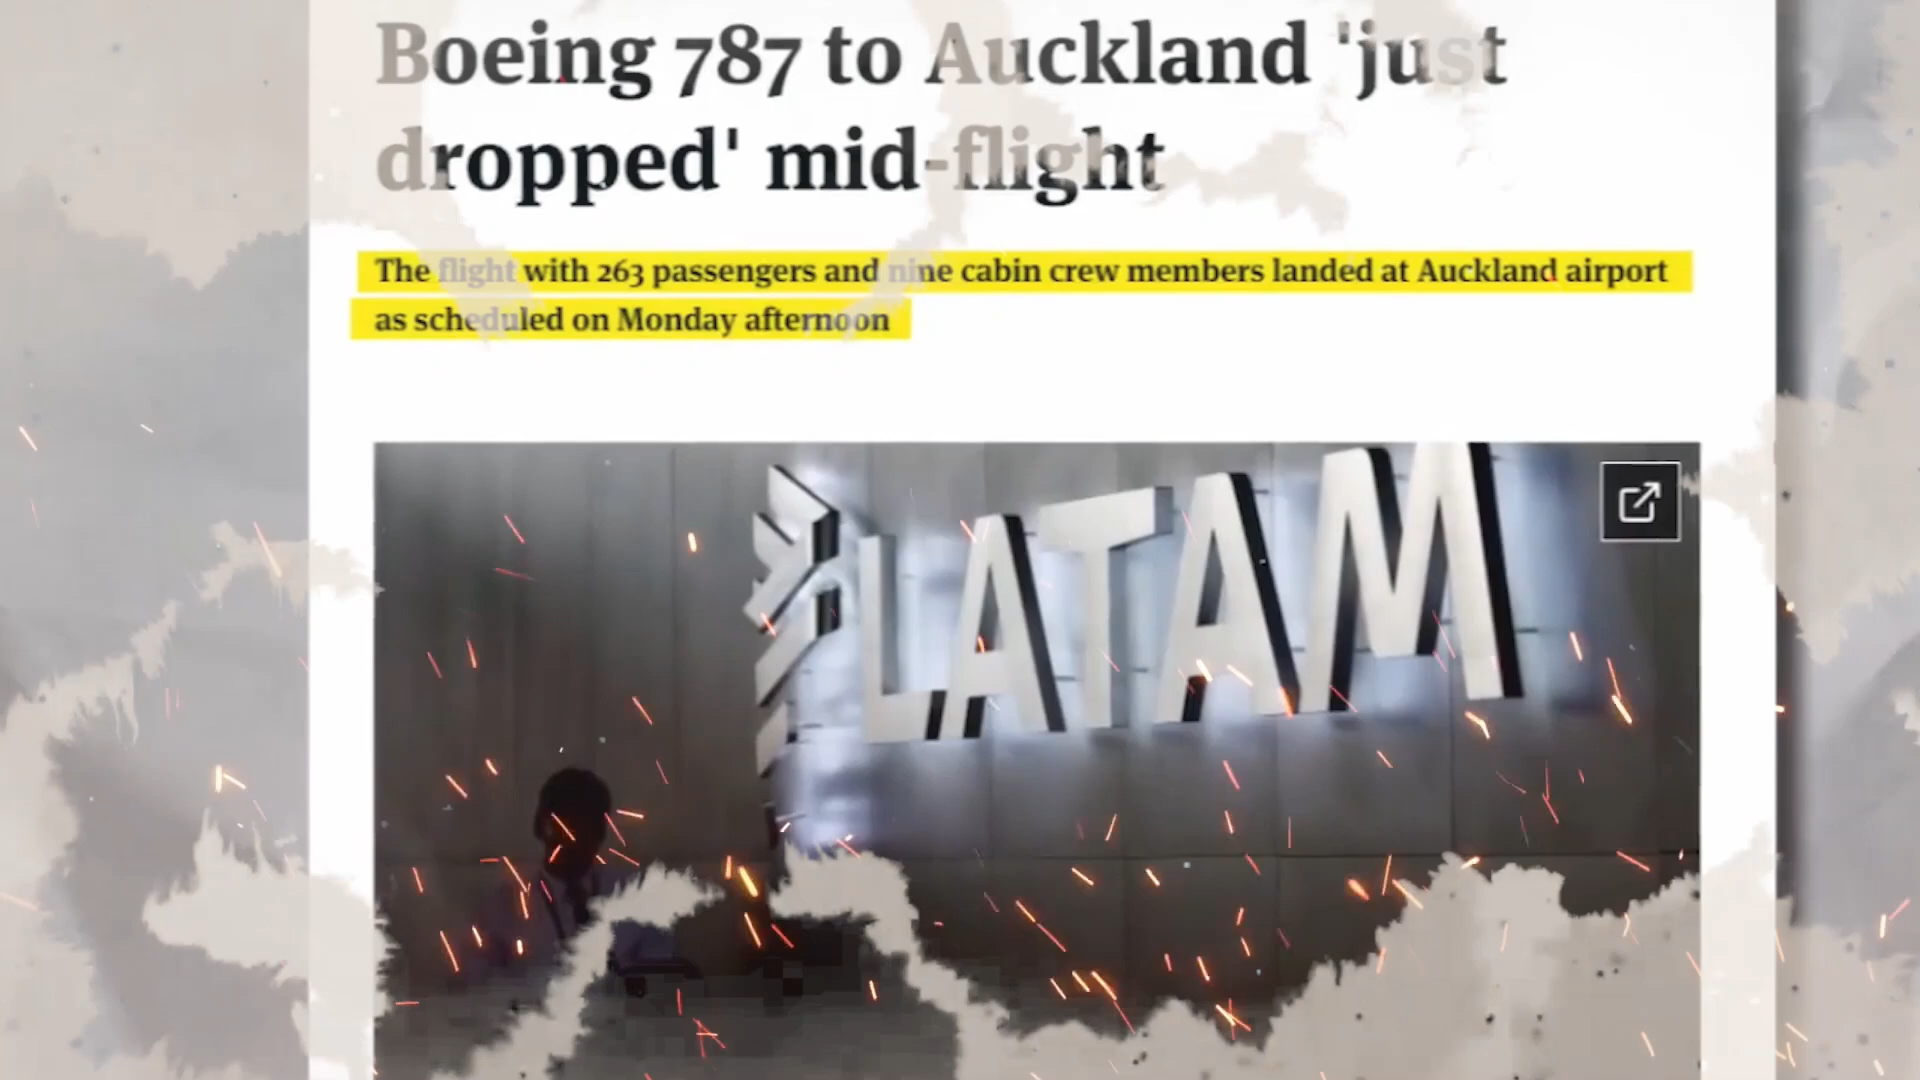 Boeing 787 to Auckland 'just
dropped' mid-flight
The flight with 263 passengers and nine cabin crew members landed at Auckland airport
as scheduled on Monday afternoon
LATAM